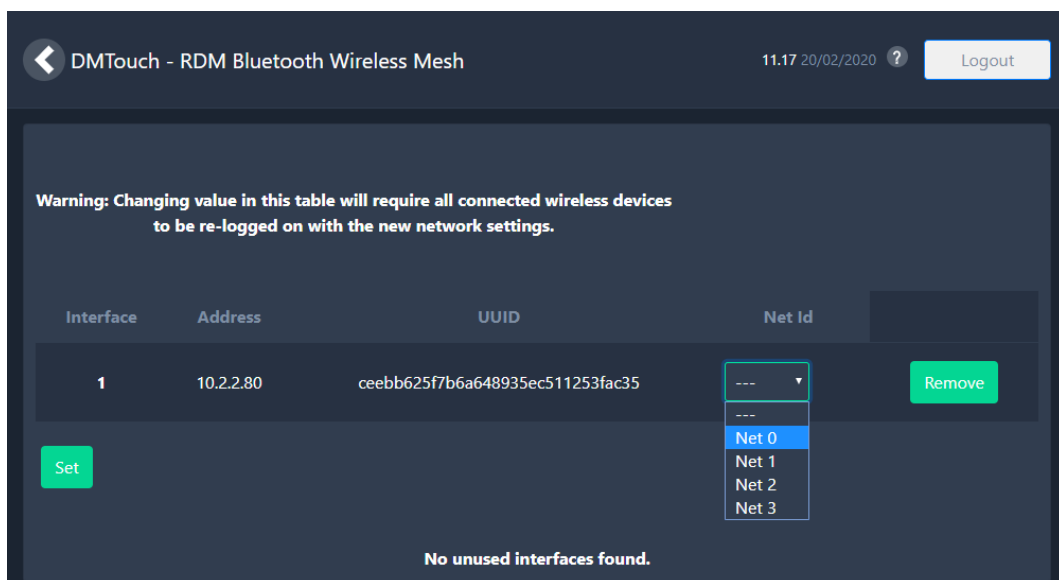 DMTouch - RDM Bluetooth Wireless Mesh
11.17 20/02/2020 ? Logout
Warning: Changing value in this table will require all connected wireless devices
to be re-logged on with the new network settings.
Interface Address UUID Net Id
1 10.2.2.80 ceebb625f7b6a648935ec511253fac35 --- Remove
---
Net 0
Net 1
Net 2
Net 3
Set
No unused interfaces found.